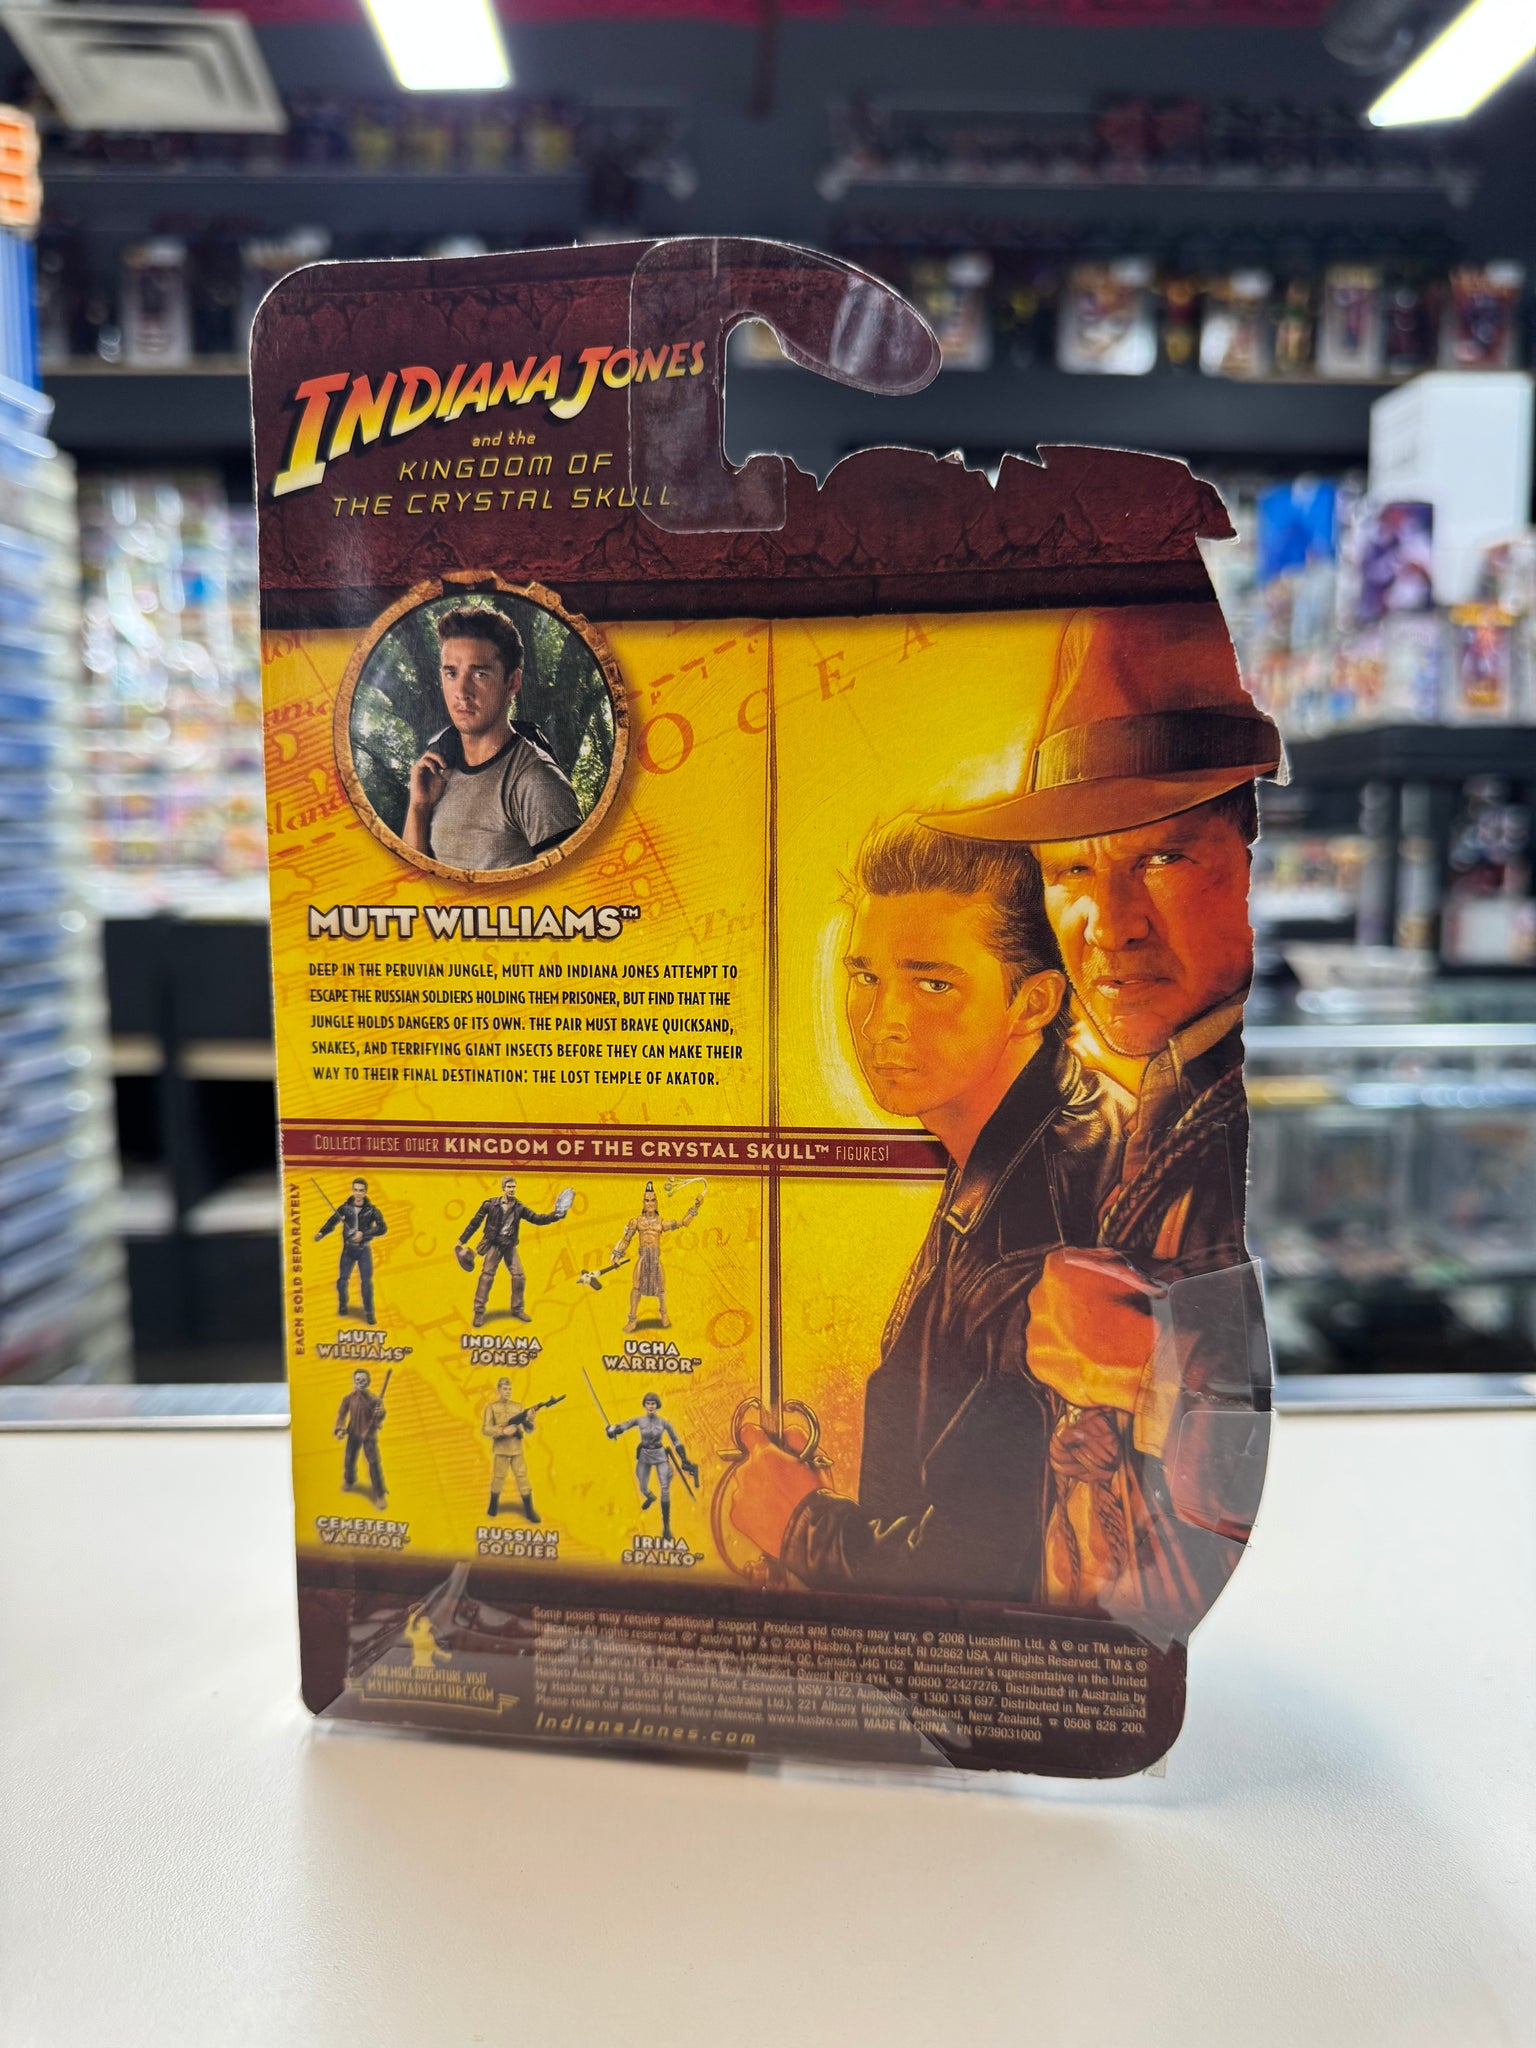 INDIANA JONES
and the
KINGDOM OF
THE CRYSTAL SKULL
OCEA
MUTT WILLIAMS™
DEEP IN THE PERUVIAN JUNGLE, MUTT AND INDIANA JONES ATTEMPT TO
ESCAPE THE RUSSIAN SOLDIERS HOLDING THEM PRISONER, BUT FIND THAT THE
JUNGLE HOLDS DANGERS OF ITS OWN. THE PAIR MUST BRAVE QUICKSAND,
SNAKES, AND TERRIFYING GIANT INSECTS BEFORE THEY CAN MAKE THEIR
WAY TO THEIR FINAL DESTINATION: THE LOST TEMPLE OF AKATOR.
COLLECT THESE OTHER KINGDOM OF THE CRYSTAL SKULL™ FIGURES!
EACH SOLD SEPARATELY
MUTT
WILLIAMS™
INDIANA
JONES™
UGHA
WARRIOR™
CEMETERY
WARRIOR™
RUSSIAN
SOLDIER
IRINA
SPALKO™
FOR MORE ADVENTURE, VISIT
MYINDYADVENTURE.COM
Some poses may require additional support. Product and colors may vary. © 2008 Lucasfilm Ltd. & ® or TM where
indicated. All rights reserved. ®* and/or TM* & © 2008 Hasbro, Pawtucket, RI 02862 USA. All Rights Reserved. TM & ®
denote U.S. Trademarks. Hasbro Canada, Longueuil, QC, Canada J4G 1G2. Manufacturer's representative in the United
Kingdom: Hasbro UK Ltd., Caswell Way, Newport, Gwent NP19 4YH. ☎ 00800 22427276. Distributed in Australia by
Hasbro Australia Ltd., 570 Blaxland Road, Eastwood, NSW 2122, Australia. ☎ 1300 138 697. Distributed in New Zealand
by Hasbro NZ (a branch of Hasbro Australia Ltd.), 221 Albany Highway, Auckland, New Zealand. ☎ 0508 828 200.
Please retain our address for future reference. www.hasbro.com MADE IN CHINA. PN 6739031000
IndianaJones.com